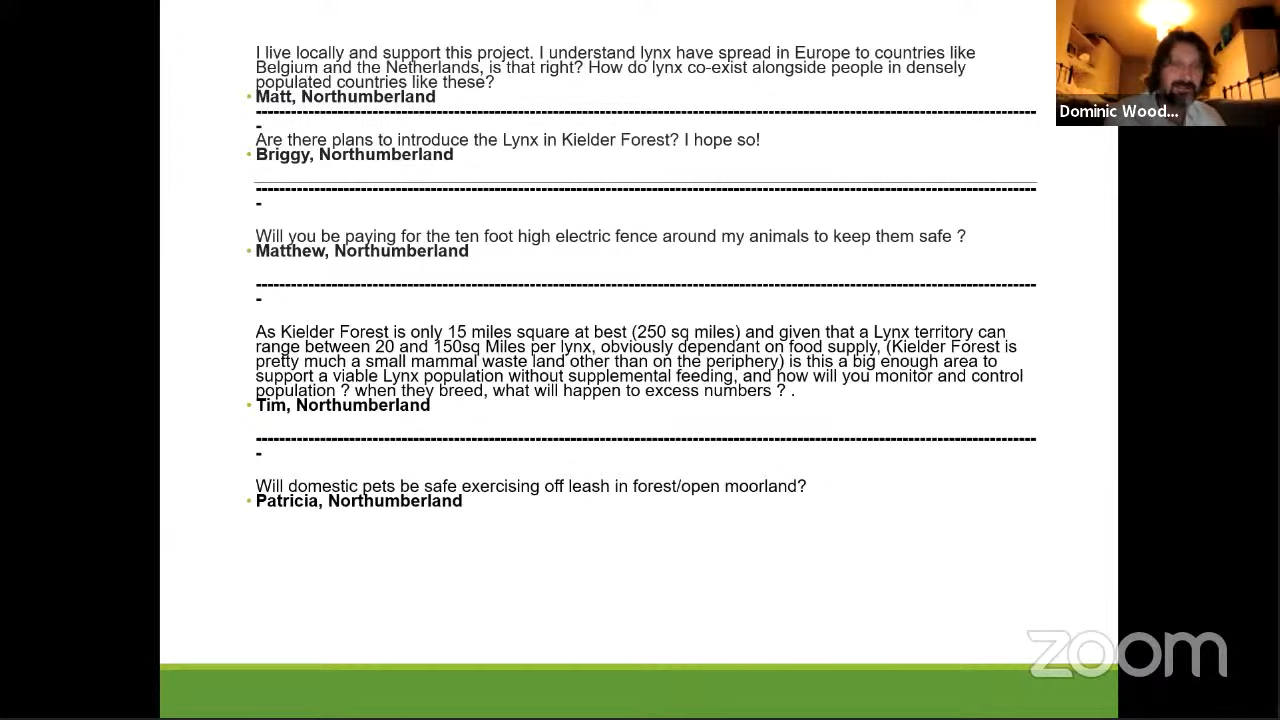 I live locally and support this project. I understand lynx have spread in Europe to countries like
Belgium and the Netherlands, is that right? How do lynx co-exist alongside people in densely
populated countries like these?
• Matt, Northumberland
------------------------------------------------------------------------------------------------------------------------------------
-
Are there plans to introduce the Lynx in Kielder Forest? I hope so!
• Briggy, Northumberland
------------------------------------------------------------------------------------------------------------------------------------
-
Will you be paying for the ten foot high electric fence around my animals to keep them safe ?
• Matthew, Northumberland
------------------------------------------------------------------------------------------------------------------------------------
-
As Kielder Forest is only 15 miles square at best (250 sq miles) and given that a Lynx territory can
range between 20 and 150sq Miles per lynx, obviously dependant on food supply, (Kielder Forest is
pretty much a small mammal waste land other than on the periphery) is this a big enough area to
support a viable Lynx population without supplemental feeding, and how will you monitor and control
population ? when they breed, what will happen to excess numbers ? .
• Tim, Northumberland
------------------------------------------------------------------------------------------------------------------------------------
-
Will domestic pets be safe exercising off leash in forest/open moorland?
• Patricia, Northumberland
Dominic Wood...
zoom